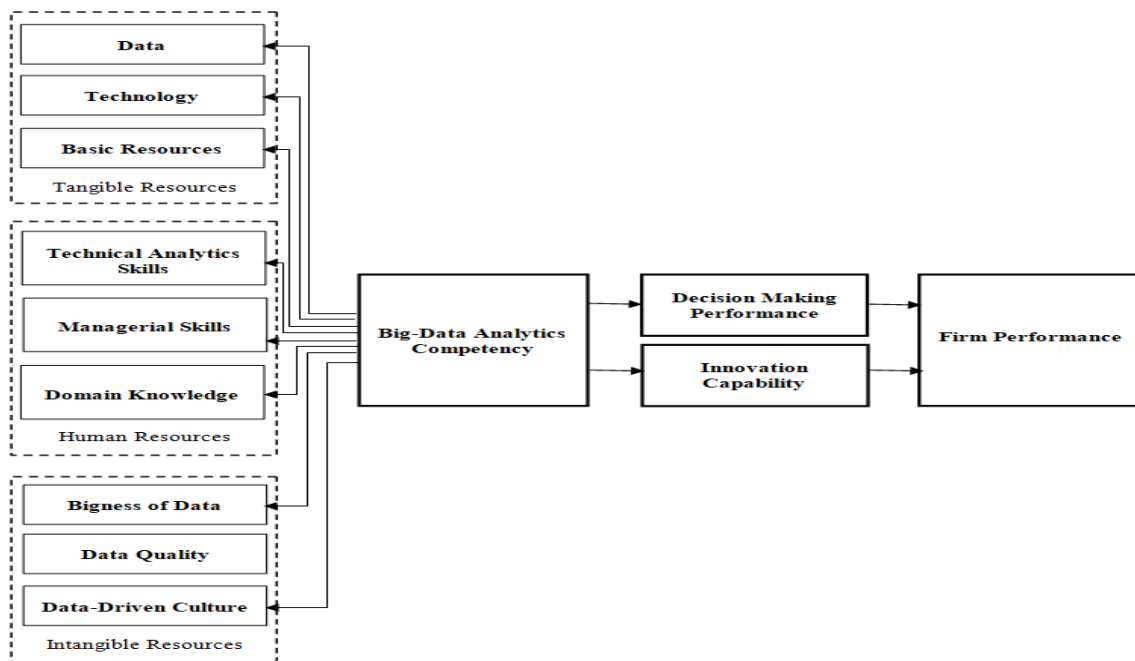 Data
Technology
Basic Resources
Tangible Resources
Technical Analytics
Skills
Managerial Skills
Domain Knowledge
Human Resources
Bigness of Data
Data Quality
Data-Driven Culture
Intangible Resources
Big-Data Analytics
Competency
Decision Making
Performance
Innovation
Capability
Firm Performance